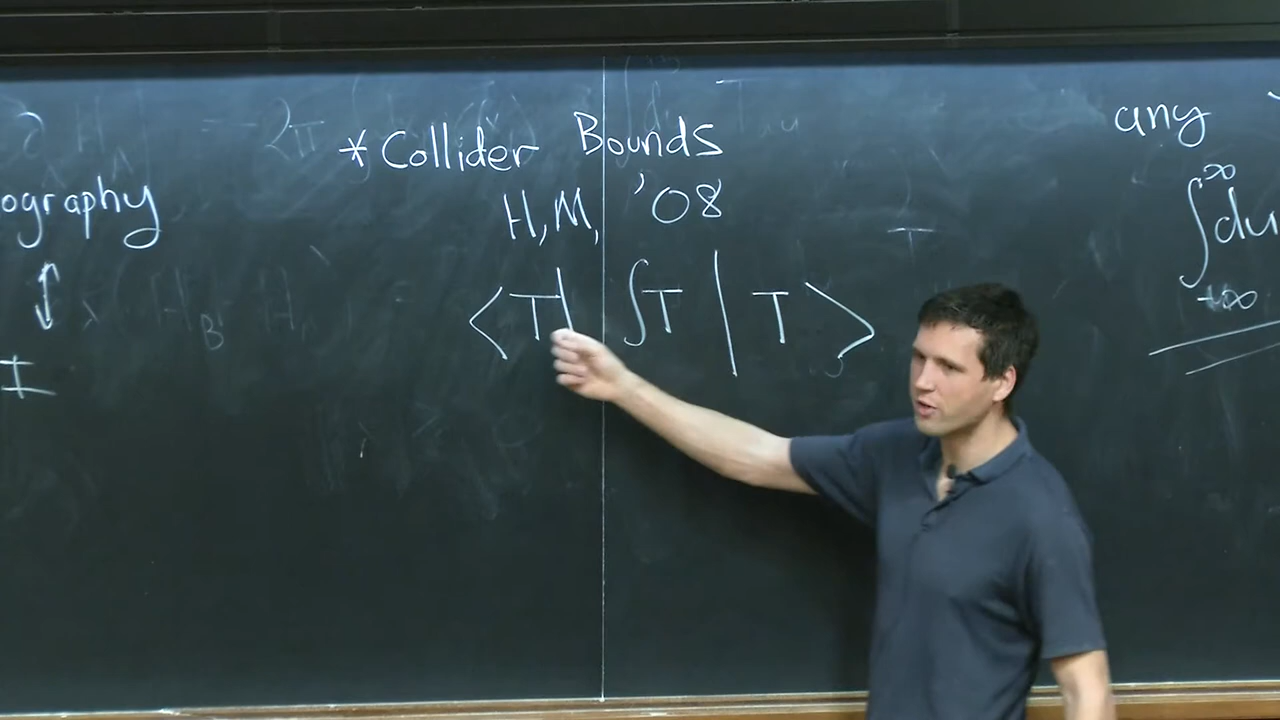 ography
↕
I
* Collider Bounds
H, M, '08
⟨T| ∫T | T⟩
any
∫du